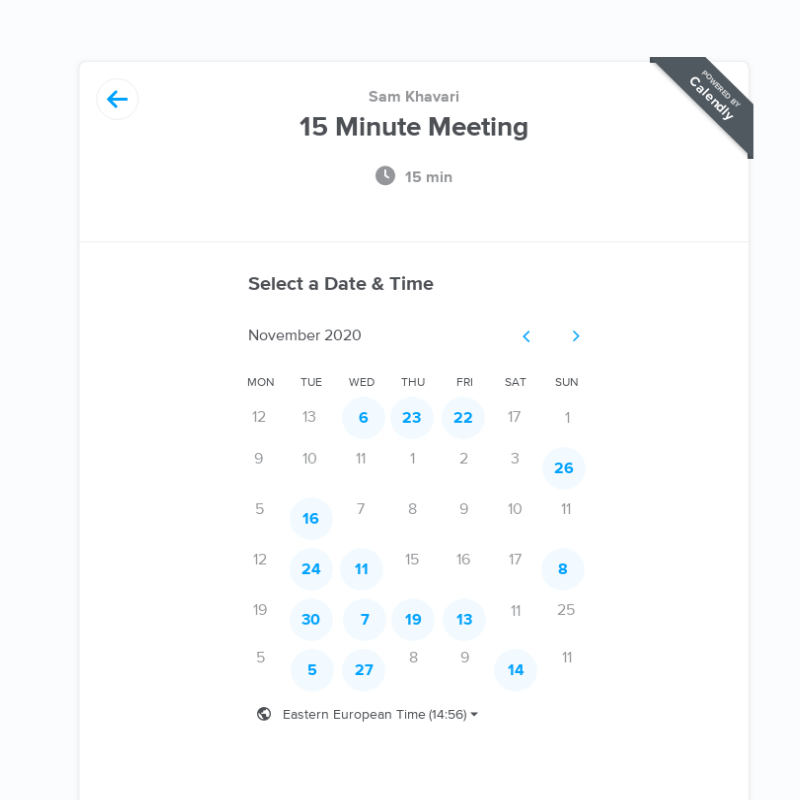 POWERED BY
Calendly
Sam Khavari
15 Minute Meeting
15 min
Select a Date & Time
November 2020
MON TUE WED THU FRI SAT SUN
12 13 6 23 22 17 1
9 10 11 1 2 3 26
5 16 7 8 9 10 11
12 24 11 15 16 17 8
19 30 7 19 13 11 25
5 5 27 8 9 14 11
Eastern European Time (14:56)